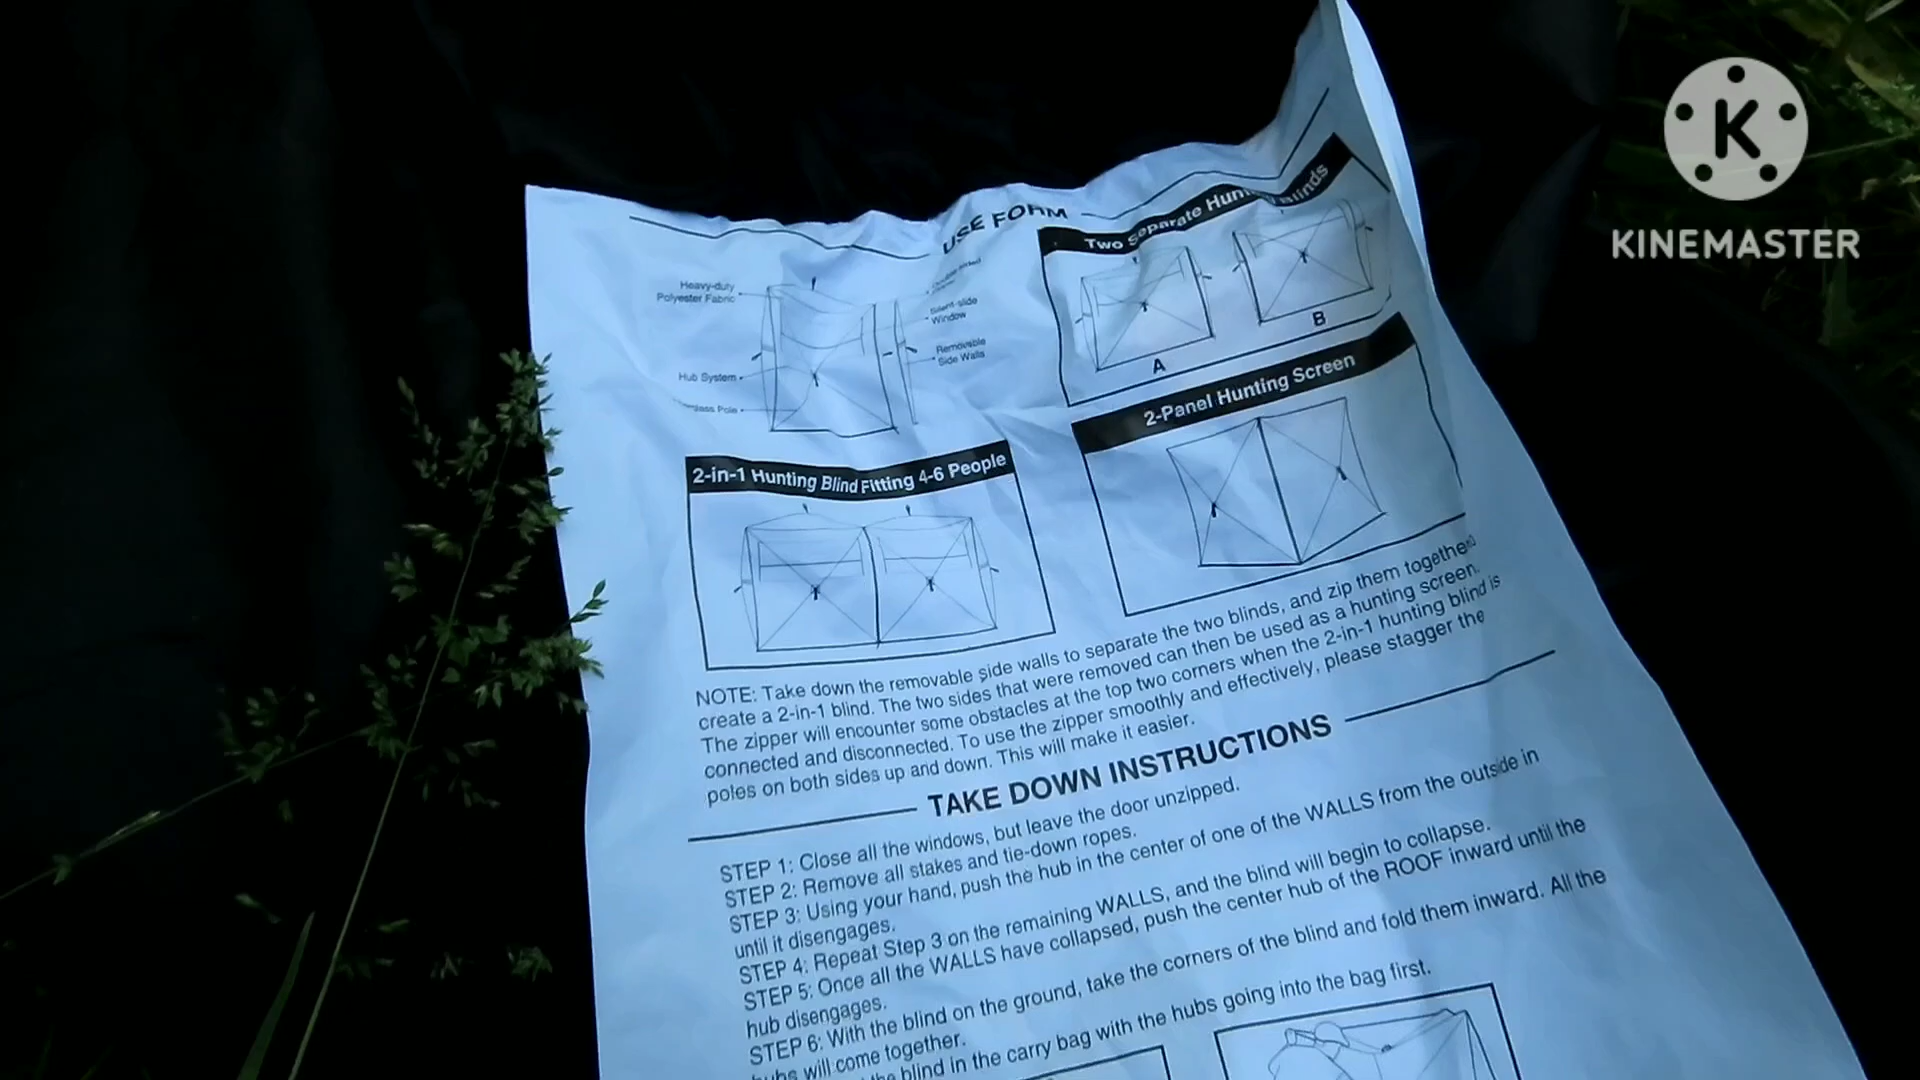 KINEMASTER
USE FORM
Heavy-duty
Polyester Fabric
Hub System
Pole
Silent-slide
Window
Removable
Side Walls
Two Separate Blinds
A
B
2-in-1 Hunting Blind Fitting 4-6 People
2-Panel Hunting Screen
NOTE: Take down the removable side walls to separate the two blinds, and zip them together
create a 2-in-1 blind. The two sides that were removed can then be used as a hunting screen.
The zipper will encounter some obstacles at the top two corners when the 2-in-1 hunting blind is
connected and disconnected. To use the zipper smoothly and effectively, please stagger the
poles on both sides up and down. This will make it easier.
TAKE DOWN INSTRUCTIONS
STEP 1: Close all the windows, but leave the door unzipped.
STEP 2: Remove all stakes and tie-down ropes.
STEP 3: Using your hand, push the hub in the center of one of the WALLS from the outside in
until it disengages.
STEP 4: Repeat Step 3 on the remaining WALLS, and the blind will begin to collapse.
STEP 5: Once all the WALLS have collapsed, push the center hub of the ROOF inward until the
hub disengages.
STEP 6: With the blind on the ground, take the corners of the blind and fold them inward. All the
hubs will come together.
the blind in the carry bag with the hubs going into the bag first.